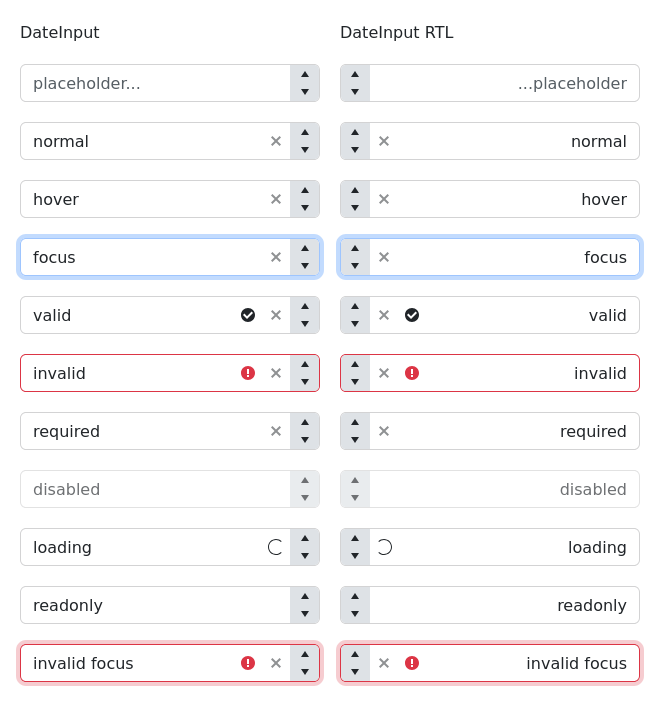 DateInput DateInput RTL
placeholder... ...placeholder
normal normal
hover hover
focus focus
valid valid
invalid invalid
required required
disabled disabled
loading loading
readonly readonly
invalid focus invalid focus